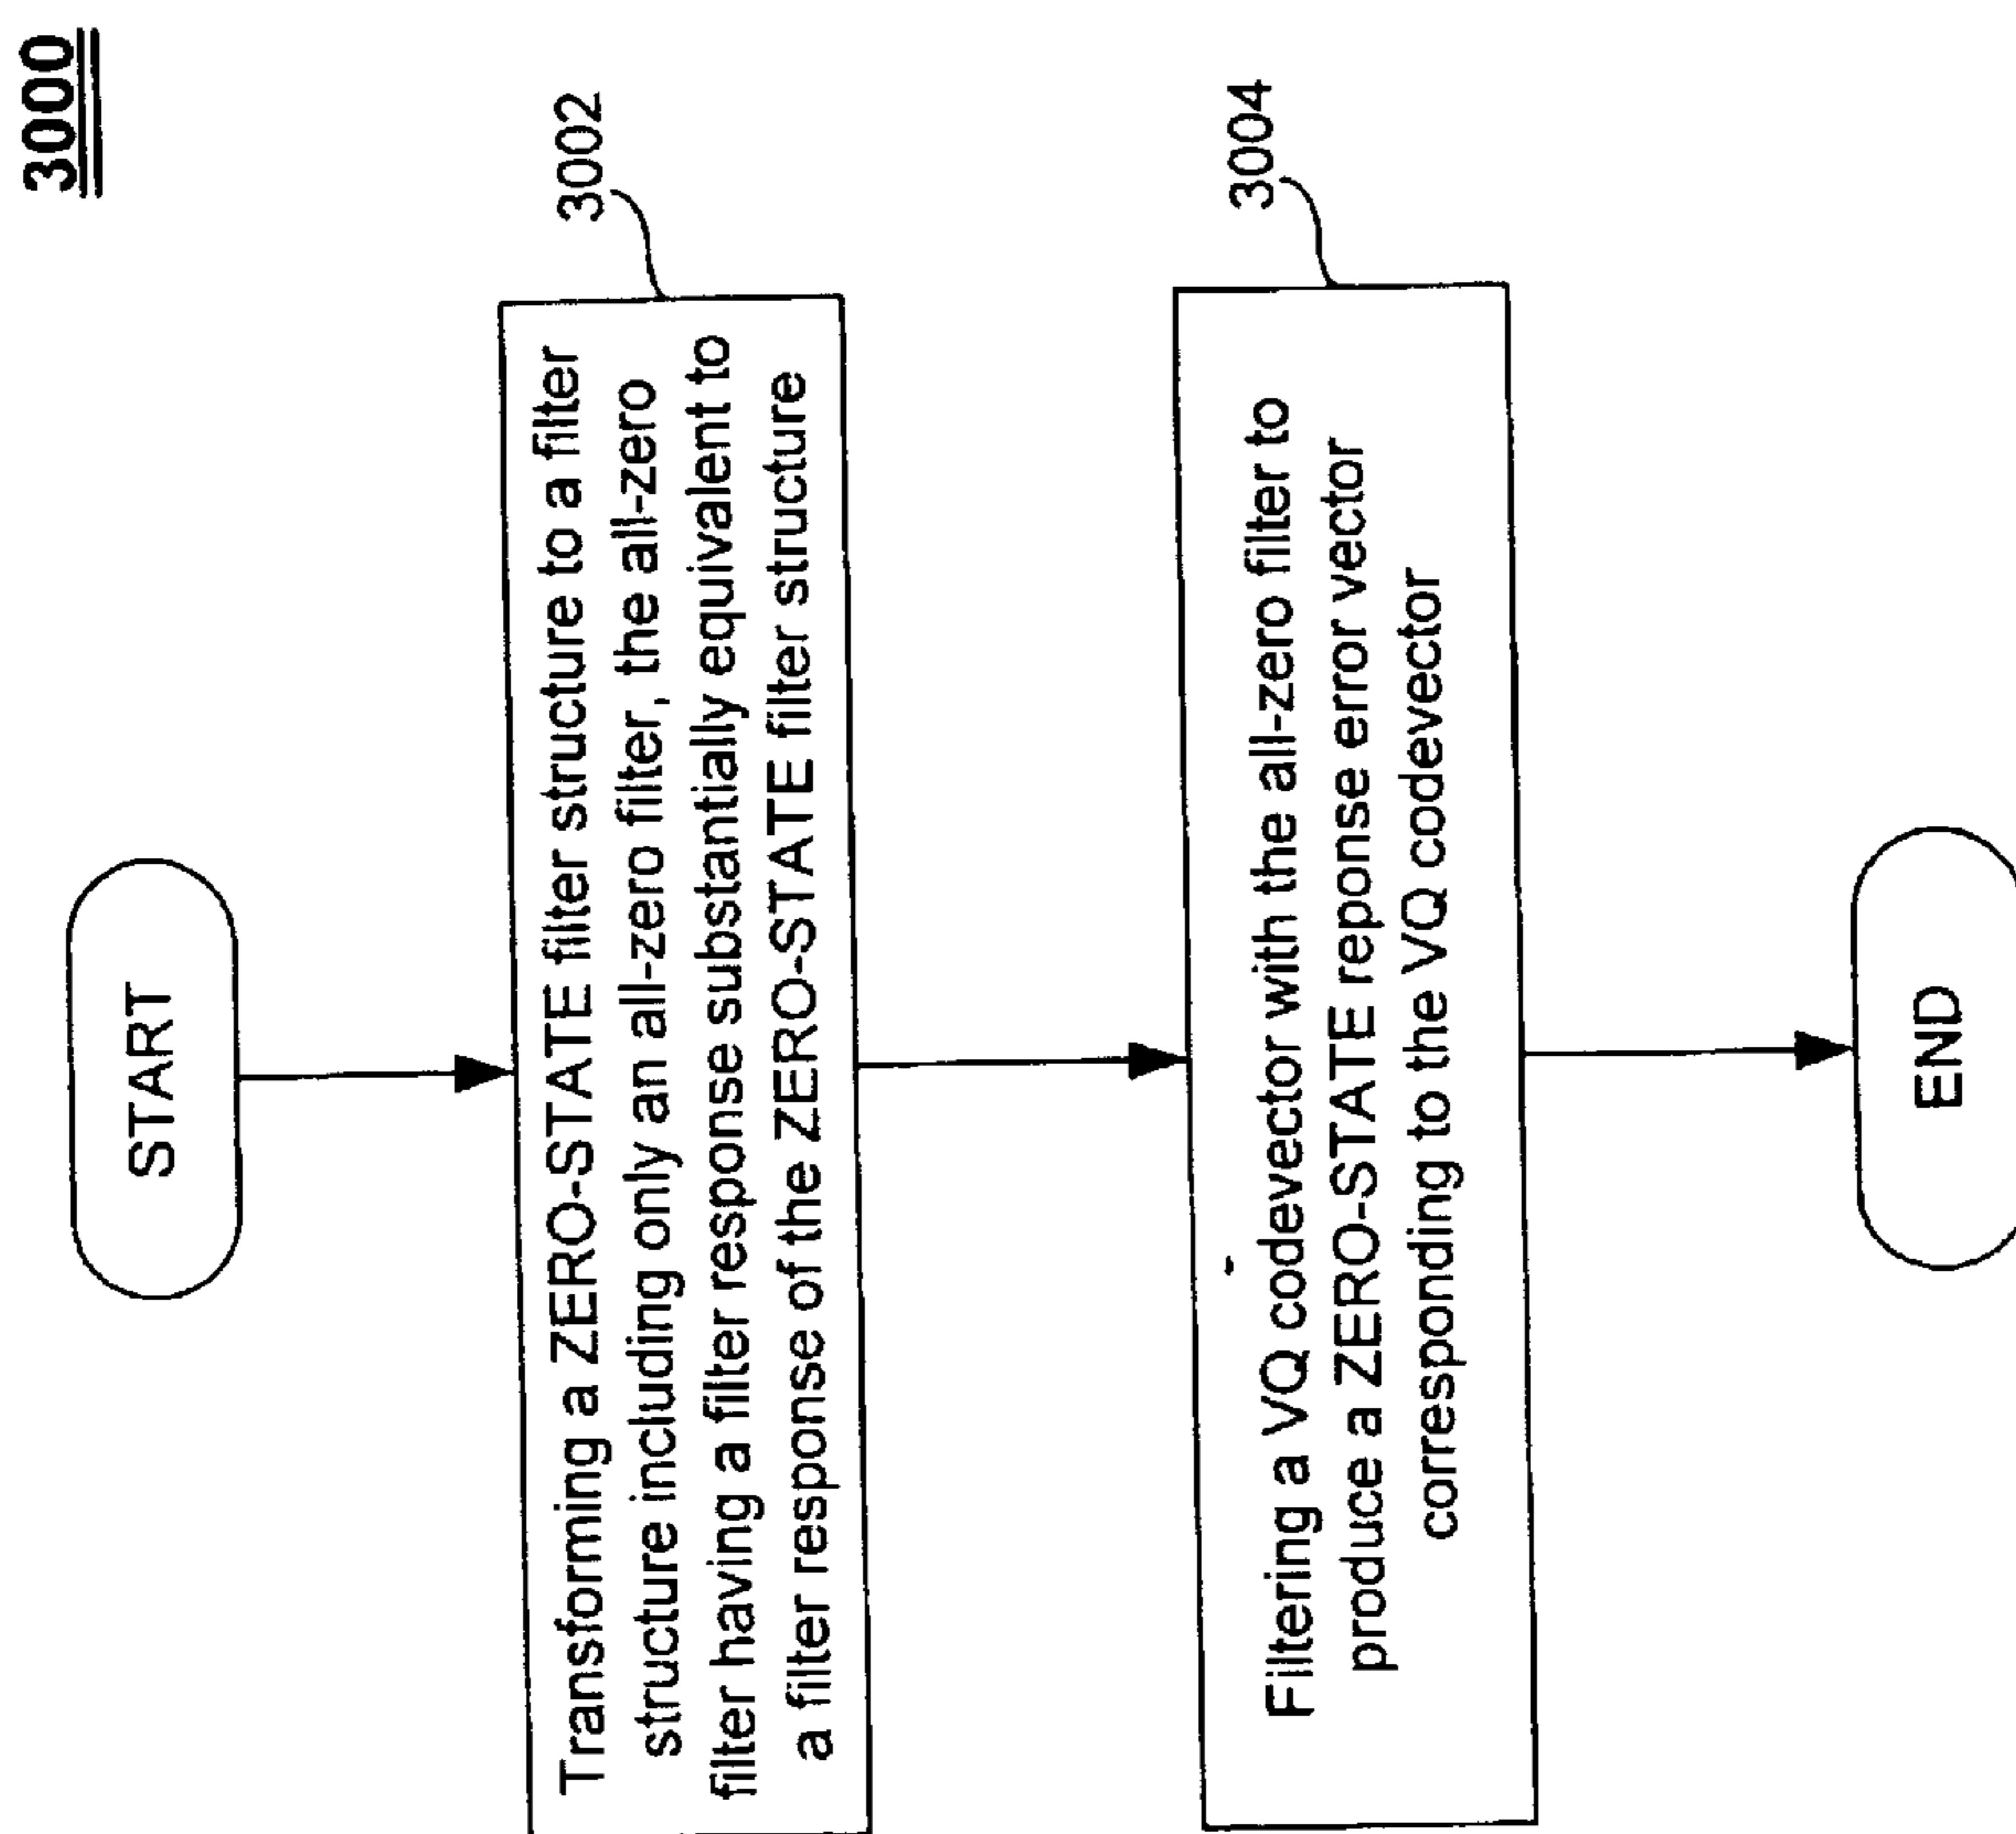 3000
START
3002
Transforming a ZERO-STATE filter structure to a filter
structure including only an all-zero filter, the all-zero
filter having a filter response substantially equivalent to
a filter response of the ZERO-STATE filter structure
3004
Filtering a VQ codevector with the all-zero filter to
produce a ZERO-STATE reponse error vector
corresponding to the VQ codevector
END